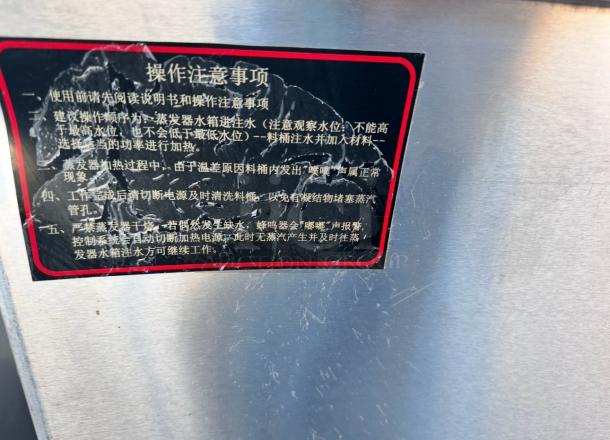 操作注意事项
一、使用前请先阅读说明书和操作注意事项
二、建议操作顺序为：蒸发器水箱进注水（注意观察水位：不能高
于最高水位，也不会低于最低水位）--料桶注水并加入材料--
选择适当的功率进行加热。
三、蒸发器加热过程中，由于温差原因料桶内发出"噗噗"声属正常
现象。
四、工作完成后请切断电源及时清洗料桶，以免有凝结物堵塞蒸汽
管孔。
五、严禁蒸发器干烧，若偶然发生缺水，蜂鸣器会"嘟嘟"声报警，
控制系统会自动切断加热电源，此时无蒸汽产生并及时往蒸
发器水箱注水方可继续工作。